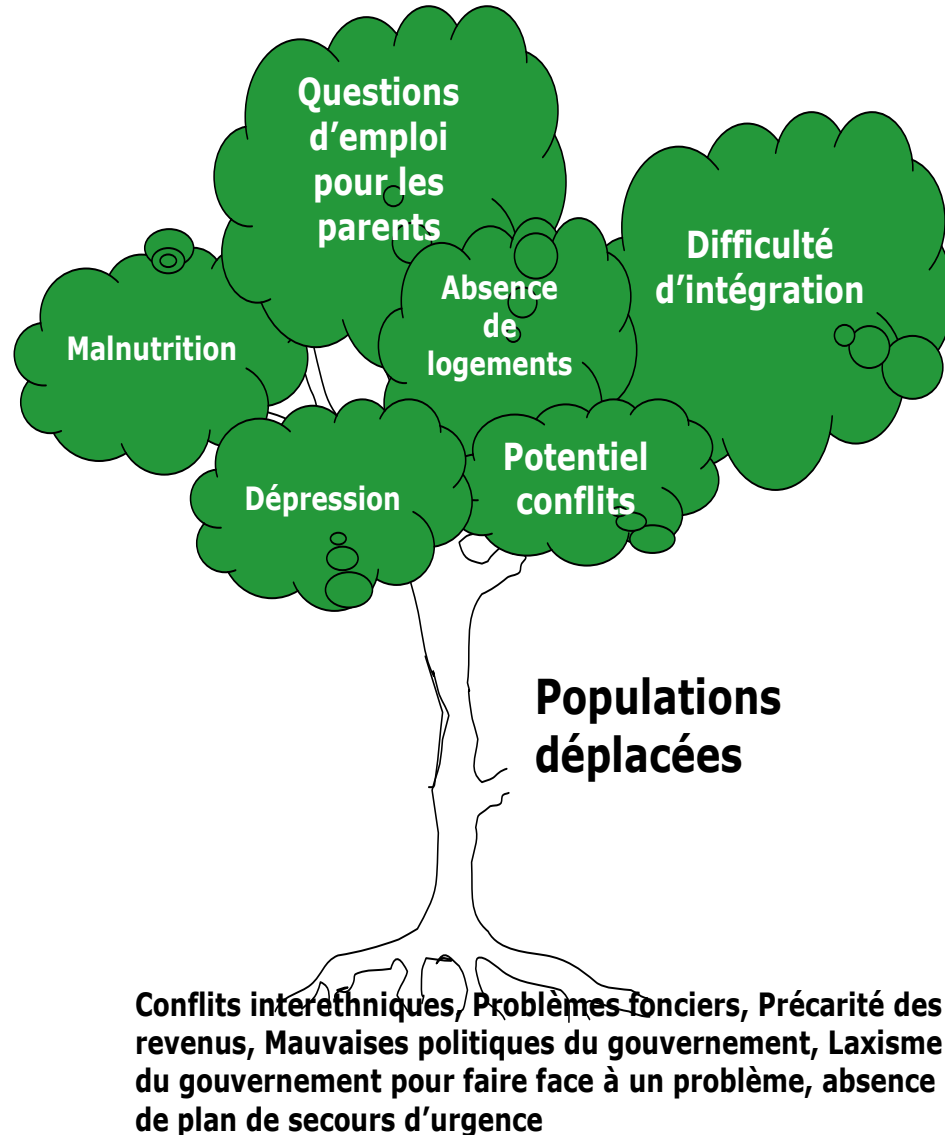 Questions
d’emploi
pour les
parents
Difficulté
d’intégration
Absence
de
logements
Malnutrition
Potentiel
conflits
Dépression
Populations
déplacées
Conflits interethniques, Problèmes fonciers, Précarité des
revenus, Mauvaises politiques du gouvernement, Laxisme
du gouvernement pour faire face à un problème, absence
de plan de secours d’urgence